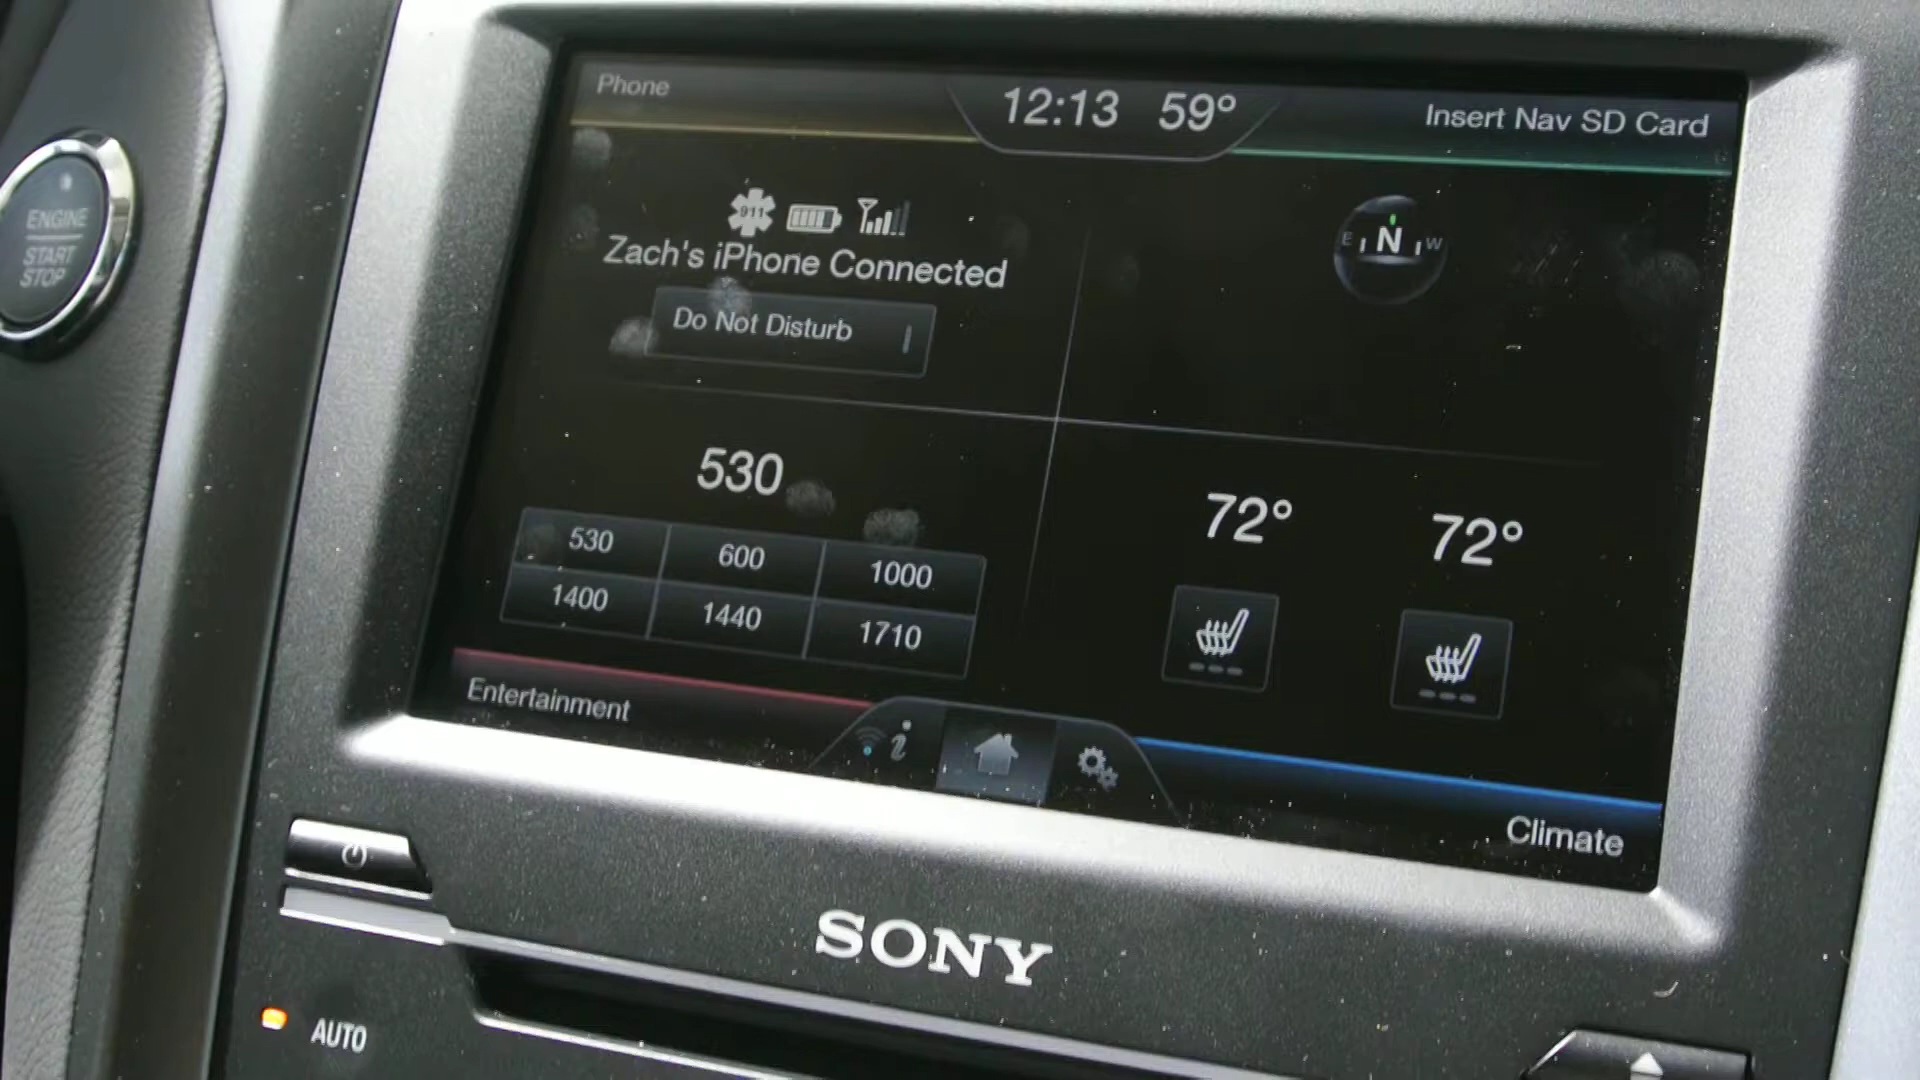 Phone
12:13 59°
Insert Nav SD Card
911
Zach's iPhone Connected
Do Not Disturb
E N W
ENGINE
START
STOP
530
530 600 1000
1400 1440 1710
72° 72°
Entertainment
i
Climate
SONY
AUTO